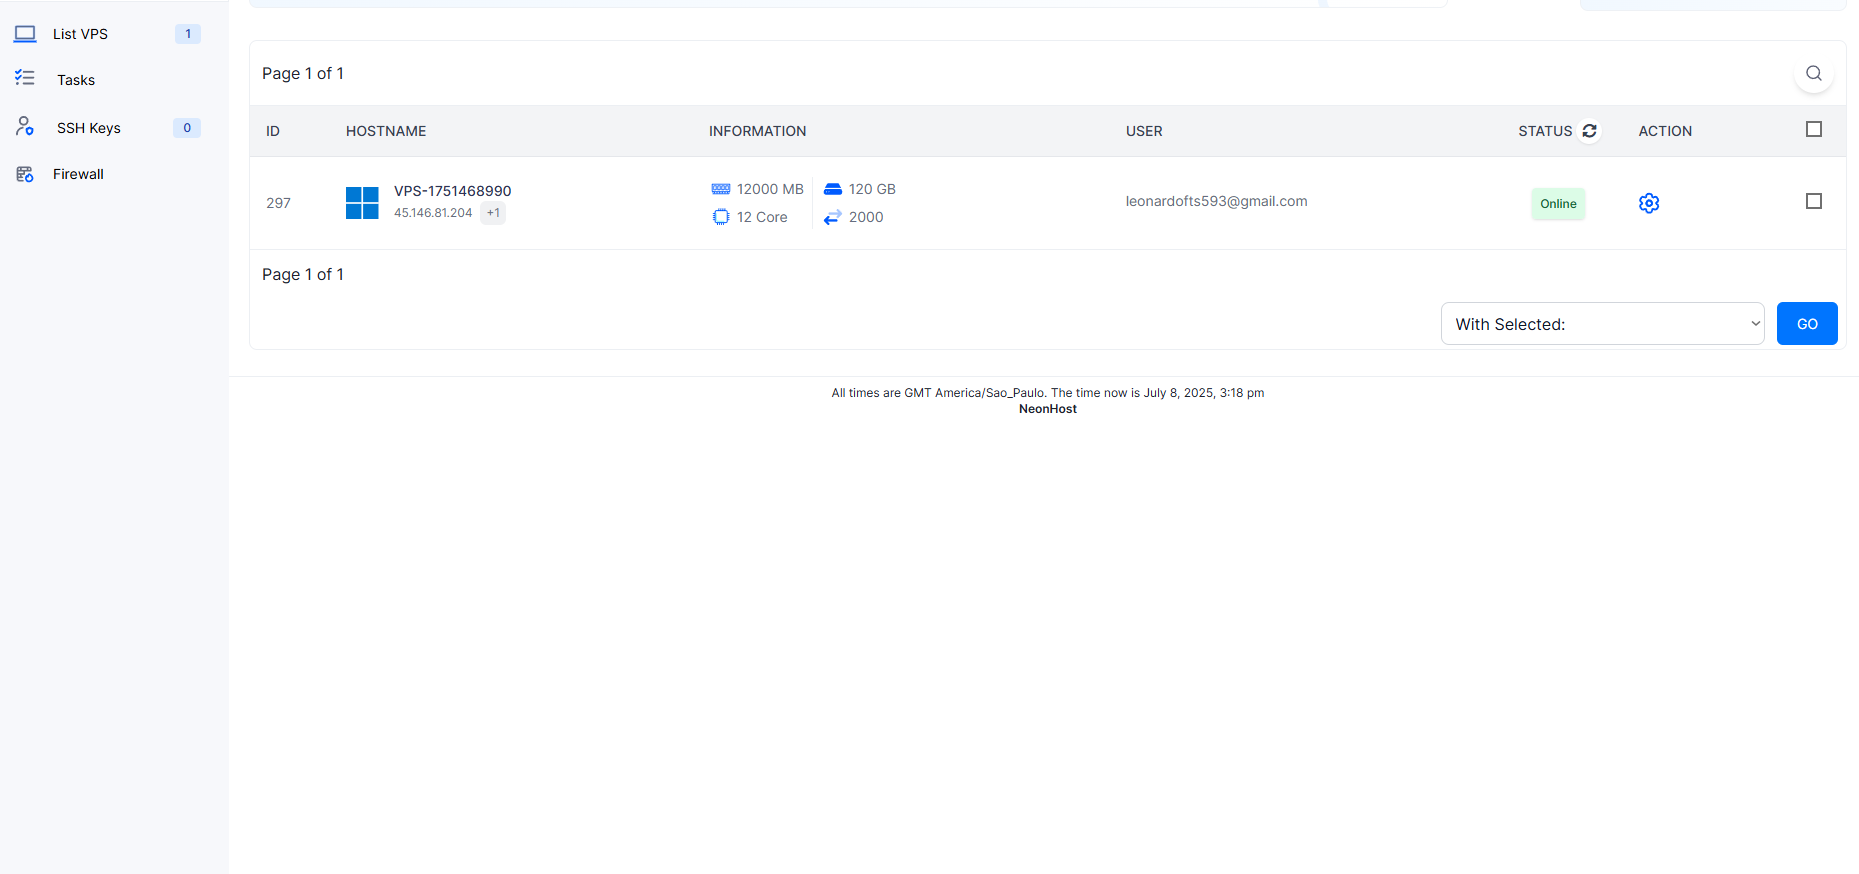 List VPS 1
Tasks
SSH Keys 0
Firewall
Page 1 of 1
ID HOSTNAME INFORMATION USER STATUS ACTION
297 VPS-1751468990 12000 MB 120 GB leonardofts593@gmail.com Online
45.146.81.204 +1 12 Core 2000
Page 1 of 1
With Selected: GO
All times are GMT America/Sao_Paulo. The time now is July 8, 2025, 3:18 pm
NeonHost